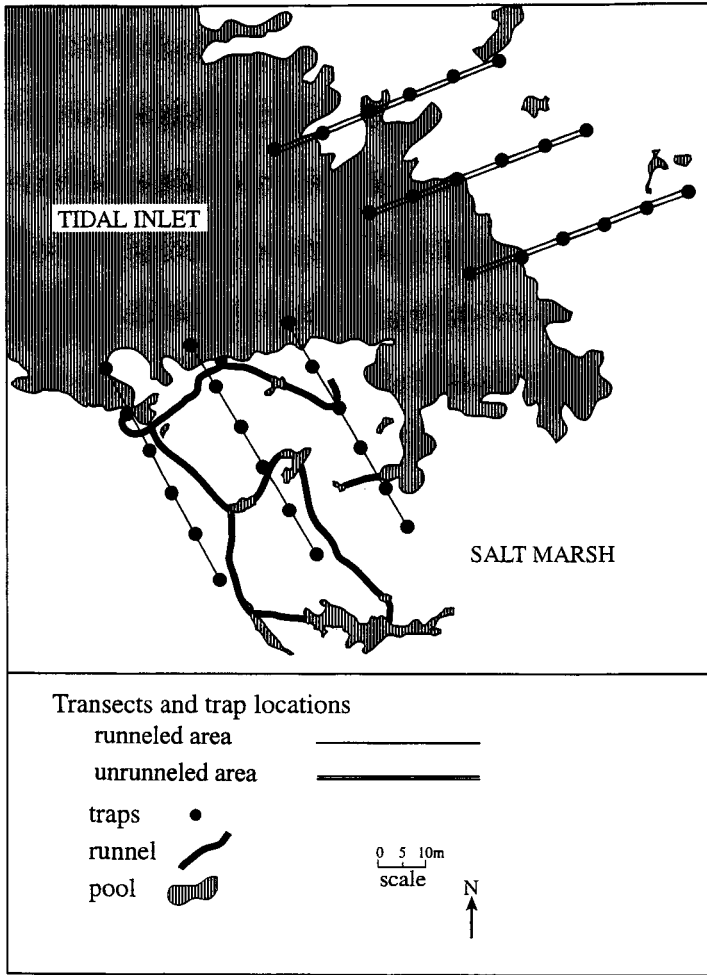 TIDAL INLET
SALT MARSH
Transects and trap locations
runneled area
unrunneled area
traps
runnel
pool
0 5 10m
scale
N